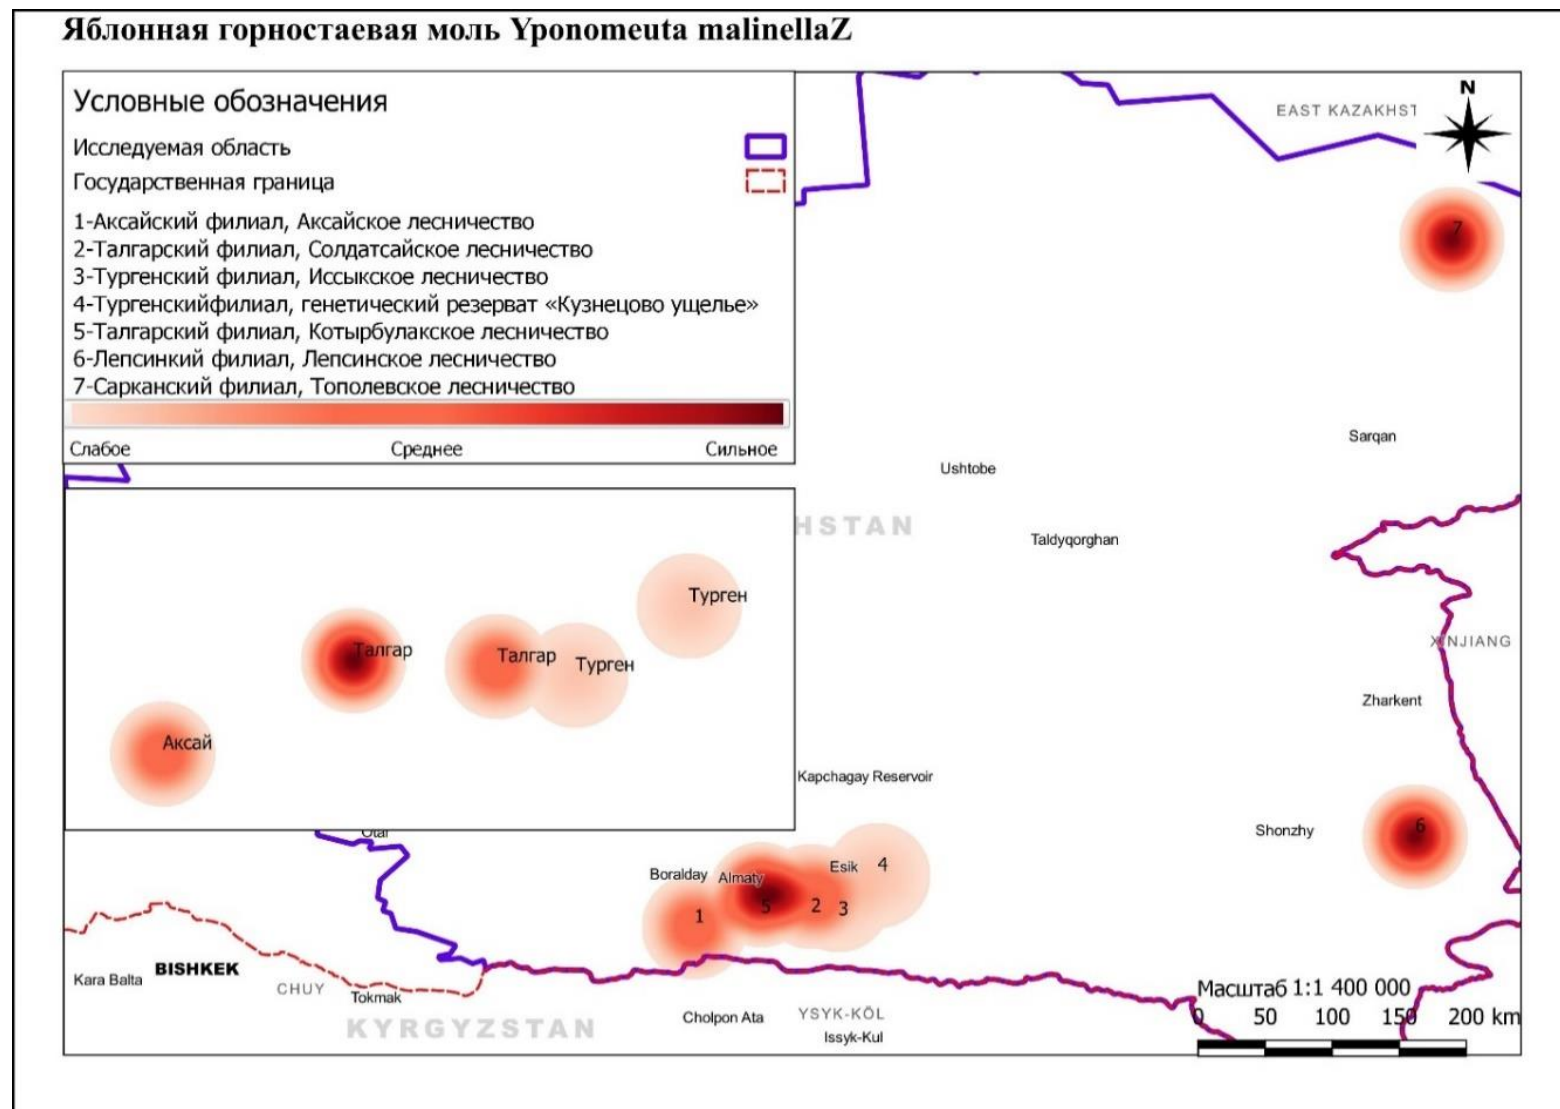 Яблонная горностаевая моль Yponomeuta malinellaZ
Условные обозначения
Исследуемая область
Государственная граница
1-Аксайский филиал, Аксайское лесничество
2-Талгарский филиал, Солдатсайское лесничество
3-Тургенский филиал, Иссыкское лесничество
4-Тургенскийфилиал, генетический резерват «Кузнецово ущелье»
5-Талгарский филиал, Котырбулакское лесничество
6-Лепсинкий филиал, Лепсинское лесничество
7-Сарканский филиал, Тополевское лесничество
Слабое Среднее Сильное
N
EAST KAZAKHST
7
Sarqan
Ushtobe
HSTAN
Taldyqorghan
XINJIANG
Zharkent
Турген
Талгар
Талгар
Турген
Аксай
Kapchagay Reservoir
Shonzhy
6
Otar
Boralday
Almaty
Esik
4
1
5
2
3
Kara Balta
BISHKEK
CHUY
Tokmak
KYRGYZSTAN
Cholpon Ata
YSYK-KÖL
Issyk-Kul
Масштаб 1:1 400 000
0 50 100 150 200 km